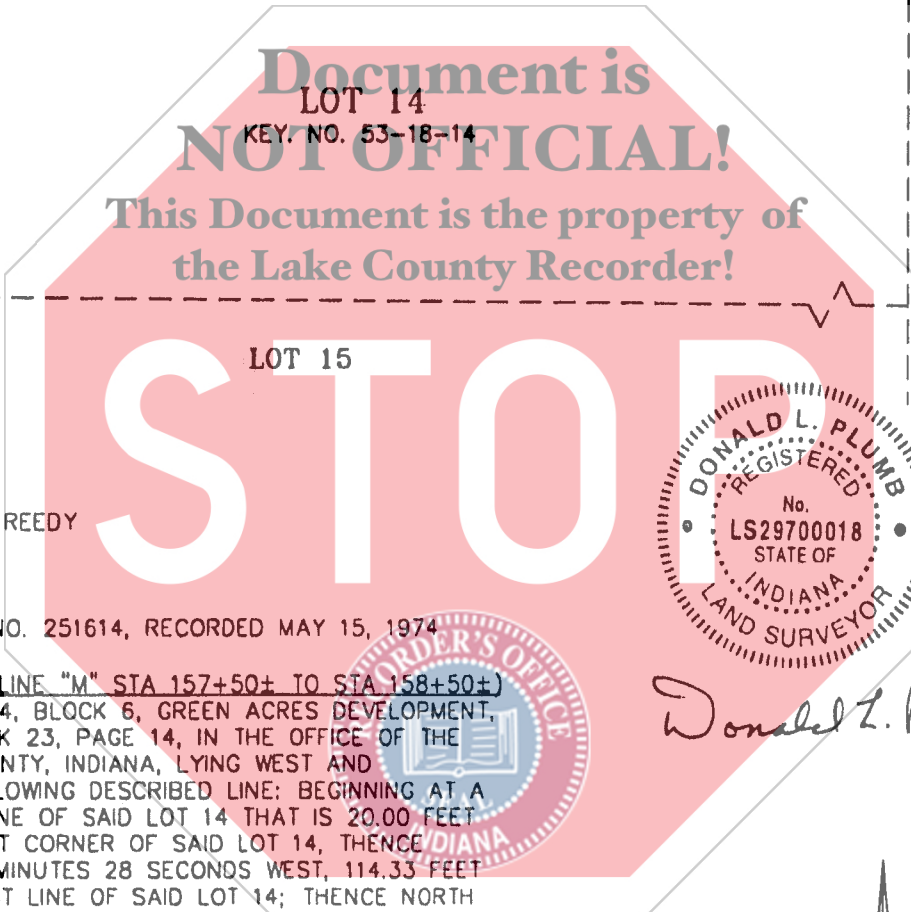 Document is
LOT 14
KEY. NO. 53-18-14
NOT OFFICIAL!
This Document is the property of
the Lake County Recorder!
LOT 15
STOP
DONALD L. PLUMB
REGISTERED
No.
LS29700018
STATE OF
INDIANA
LAND SURVEYOR
REEDY
NO. 251614, RECORDED MAY 15, 1974
LINE "M" STA 157+50± TO STA 158+50±)
4, BLOCK 6, GREEN ACRES DEVELOPMENT,
K 23, PAGE 14, IN THE OFFICE OF THE
NTY, INDIANA, LYING WEST AND
LOWING DESCRIBED LINE: BEGINNING AT A
NE OF SAID LOT 14 THAT IS 20.00 FEET
T CORNER OF SAID LOT 14, THENCE
MINUTES 28 SECONDS WEST, 114.33 FEET
T LINE OF SAID LOT 14; THENCE NORTH
Donald L.
RECORDER'S OFFICE
SEAL
INDIANA